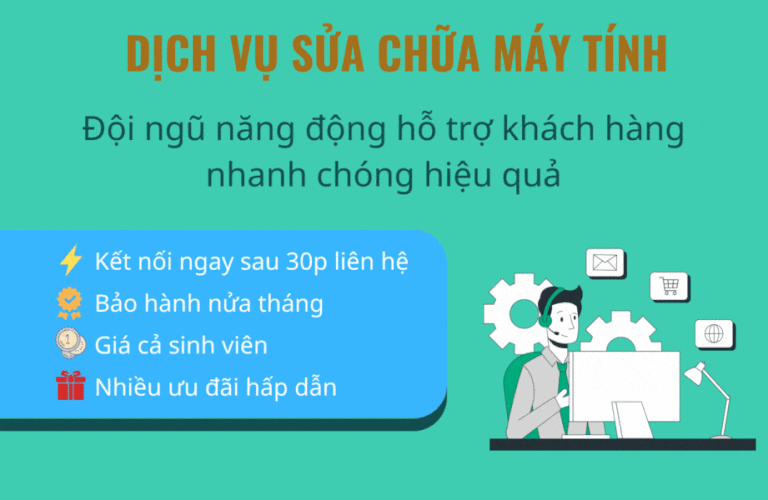 DỊCH VỤ SỬA CHỮA MÁY TÍNH
Đội ngũ năng động hỗ trợ khách hàng
nhanh chóng hiệu quả
Kết nối ngay sau 30p liên hệ
Bảo hành nửa tháng
1
Giá cả sinh viên
Nhiều ưu đãi hấp dẫn